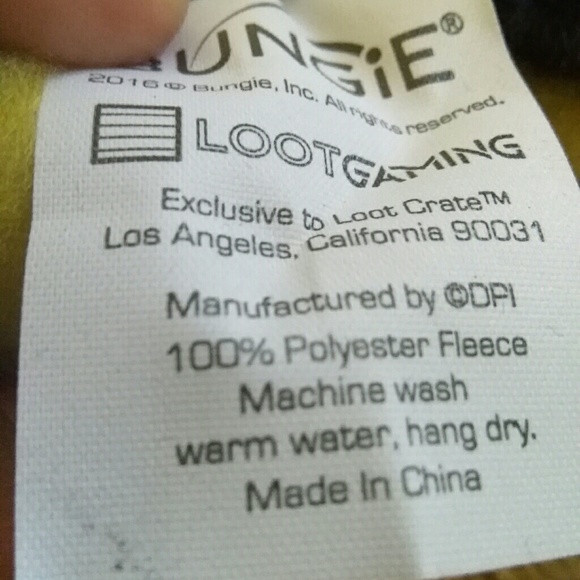 BUNGiE®
2016 © Bungie, Inc. All rights reserved.
LOOTGAMING
Exclusive to Loot Crate™
Los Angeles, California 90031
Manufactured by ©DPI
100% Polyester Fleece
Machine wash
warm water, hang dry.
Made In China